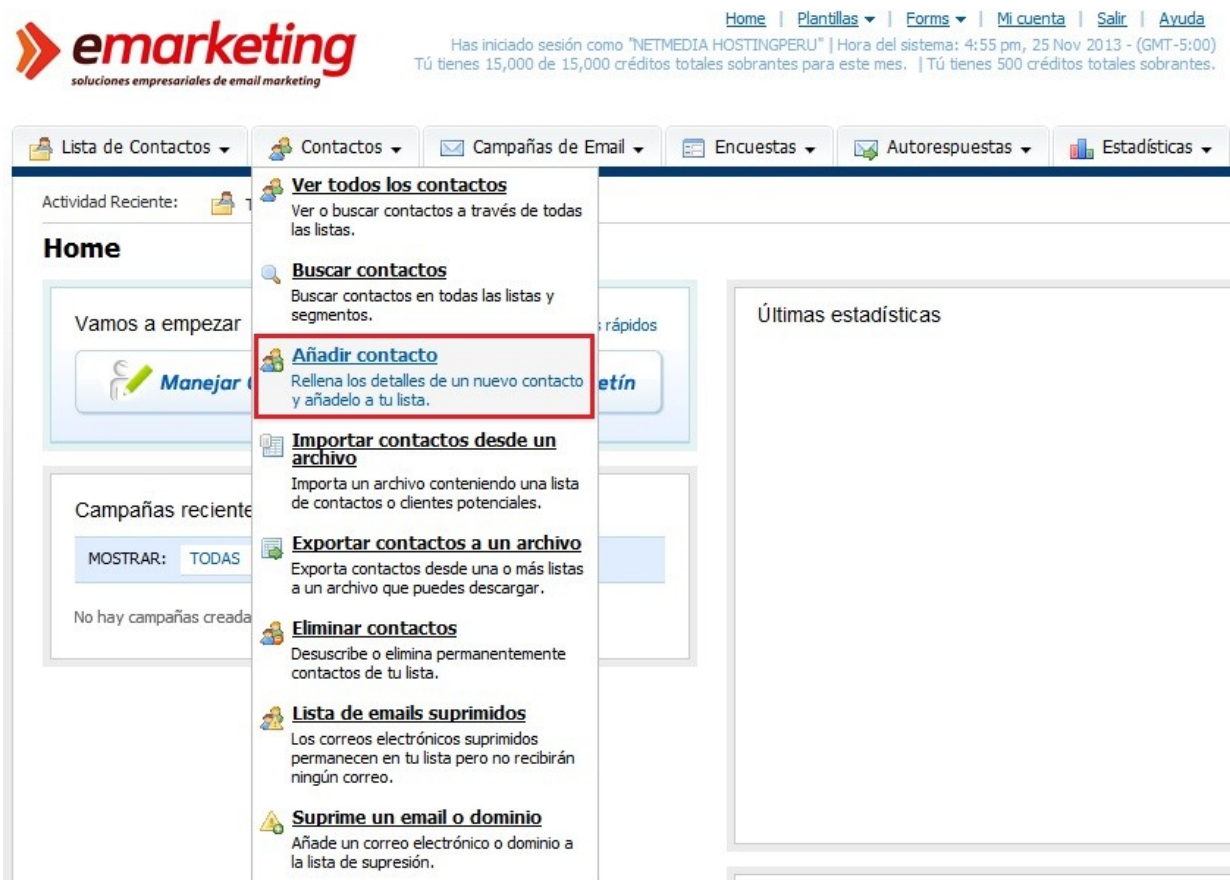 emarketing
soluciones empresariales de email marketing
Home | Plantillas | Forms | Mi cuenta | Salir | Ayuda
Has iniciado sesión como "NETMEDIA HOSTINGPERU" | Hora del sistema: 4:55 pm, 25 Nov 2013 - (GMT-5:00)
Tú tienes 15,000 de 15,000 créditos totales sobrantes para este mes. | Tú tienes 500 créditos totales sobrantes.
Lista de Contactos
Contactos
Campañas de Email
Encuestas
Autorespuestas
Estadísticas
Actividad Reciente:
Home
Vamos a empezar
rápidos
Manejar
etín
Campañas reciente
MOSTRAR: TODAS
No hay campañas creada
Ver todos los contactos
Ver o buscar contactos a través de todas
las listas.
Buscar contactos
Buscar contactos en todas las listas y
segmentos.
Añadir contacto
Rellena los detalles de un nuevo contacto
y añadelo a tu lista.
Importar contactos desde un
archivo
Importa un archivo conteniendo una lista
de contactos o clientes potenciales.
Exportar contactos a un archivo
Exporta contactos desde una o más listas
a un archivo que puedes descargar.
Eliminar contactos
Desuscribe o elimina permanentemente
contactos de tu lista.
Lista de emails suprimidos
Los correos electrónicos suprimidos
permanecen en tu lista pero no recibirán
ningún correo.
Suprime un email o dominio
Añade un correo electrónico o dominio a
la lista de supresión.
Últimas estadísticas